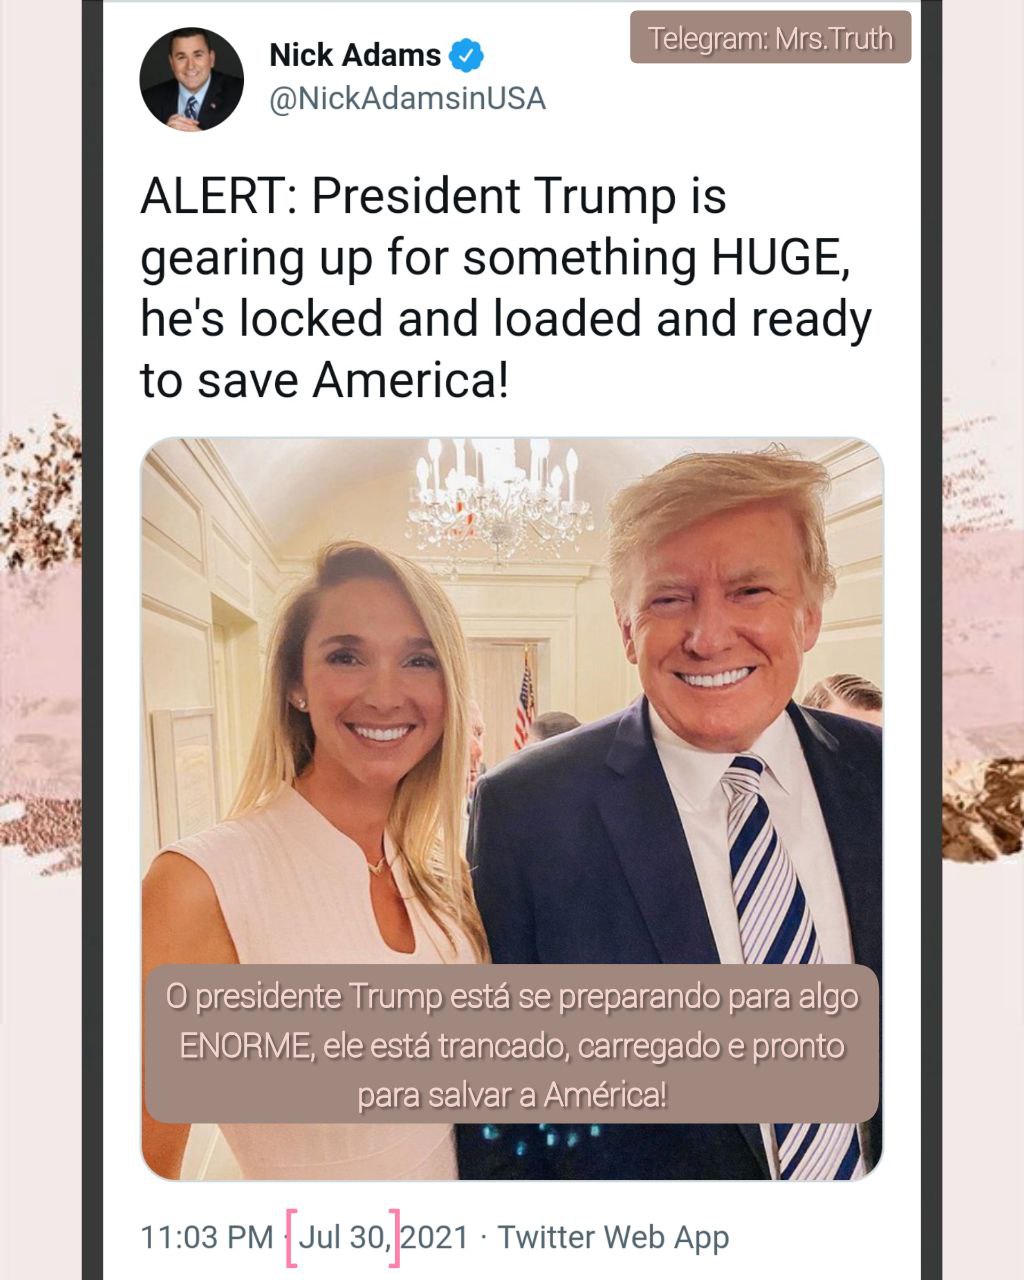 Telegram: Mrs.Truth
Nick Adams
@NickAdamsinUSA
ALERT: President Trump is
gearing up for something HUGE,
he's locked and loaded and ready
to save America!
O presidente Trump está se preparando para algo
ENORME, ele está trancado, carregado e pronto
para salvar a América!
11:03 PM · [Jul 30,] 2021 · Twitter Web App